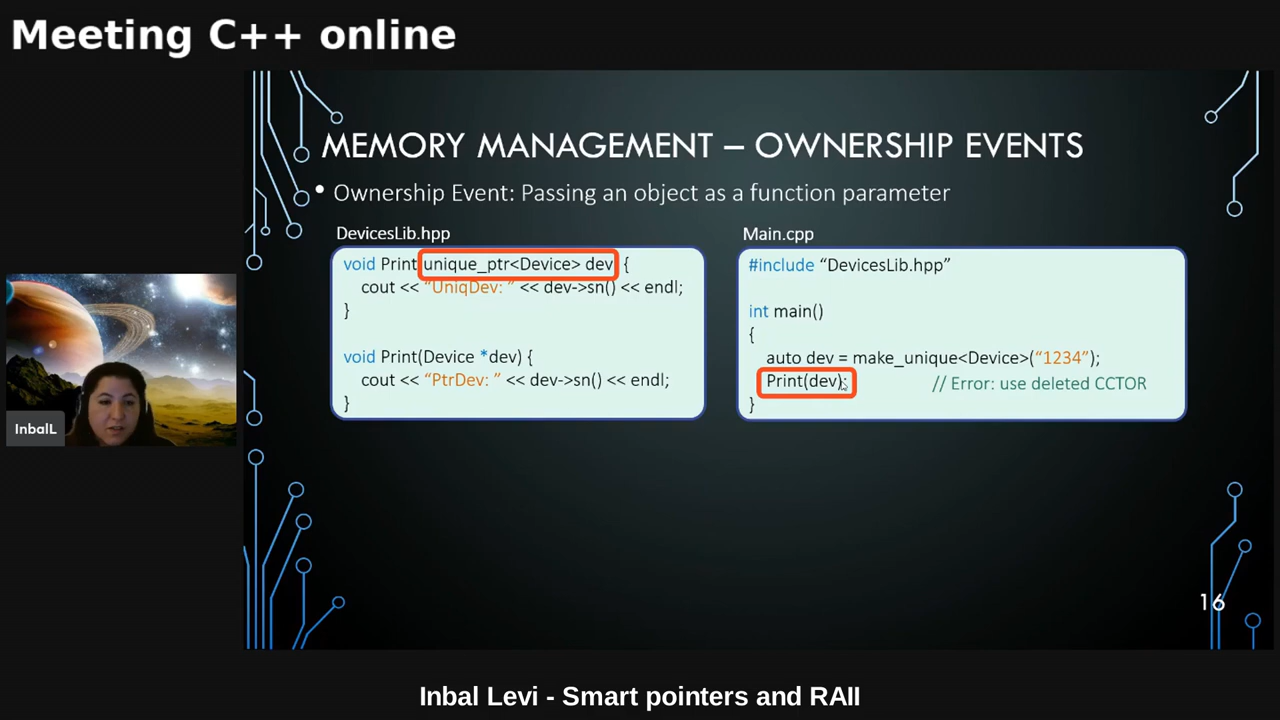 Meeting C++ online
MEMORY MANAGEMENT – OWNERSHIP EVENTS
• Ownership Event: Passing an object as a function parameter
DevicesLib.hpp
void Print unique_ptr<Device> dev {
cout << “UniqDev: ” << dev->sn() << endl;
}
void Print(Device *dev) {
cout << “PtrDev: ” << dev->sn() << endl;
}
Main.cpp
#include “DevicesLib.hpp”
int main()
{
auto dev = make_unique<Device>(“1234”);
Print(dev); // Error: use deleted CCTOR
}
InbalL
16
Inbal Levi - Smart pointers and RAII